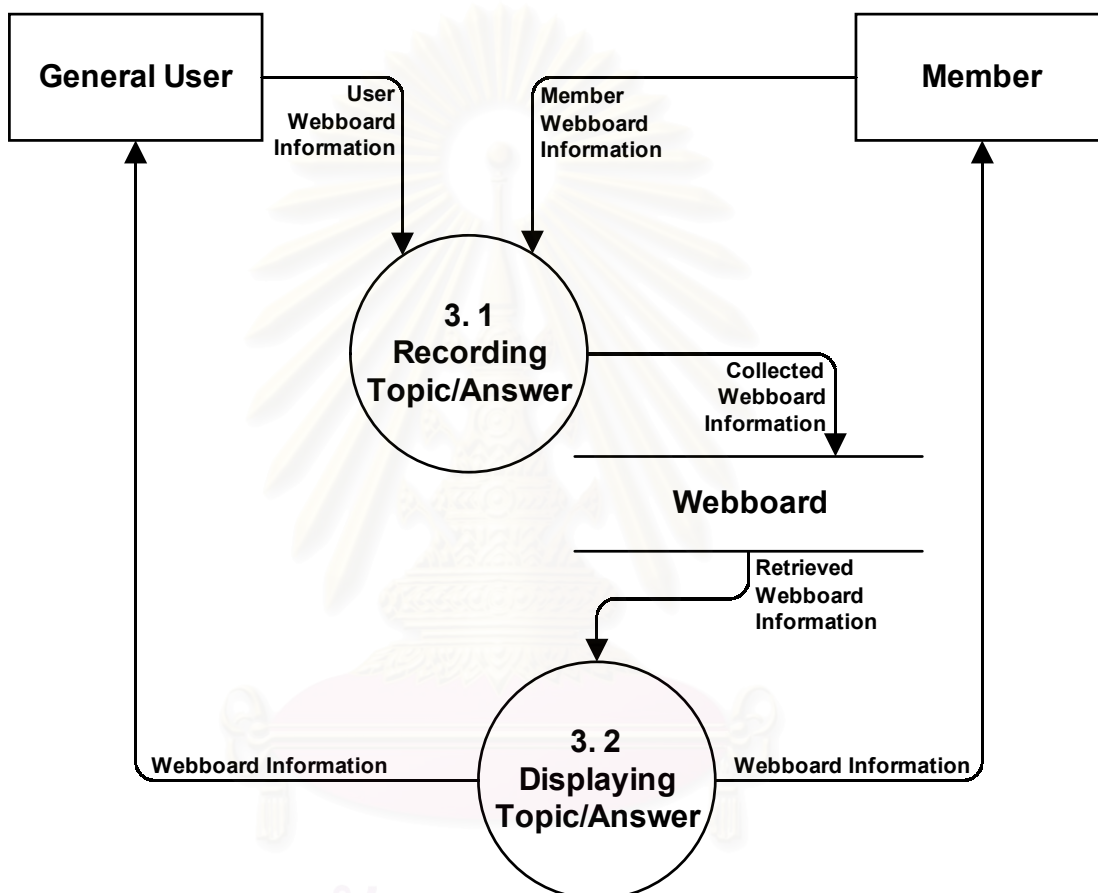 General User
Member
User
Webboard
Information
Member
Webboard
Information
3. 1
Recording
Topic/Answer
Collected
Webboard
Information
Webboard
Retrieved
Webboard
Information
3. 2
Displaying
Topic/Answer
Webboard Information
Webboard Information